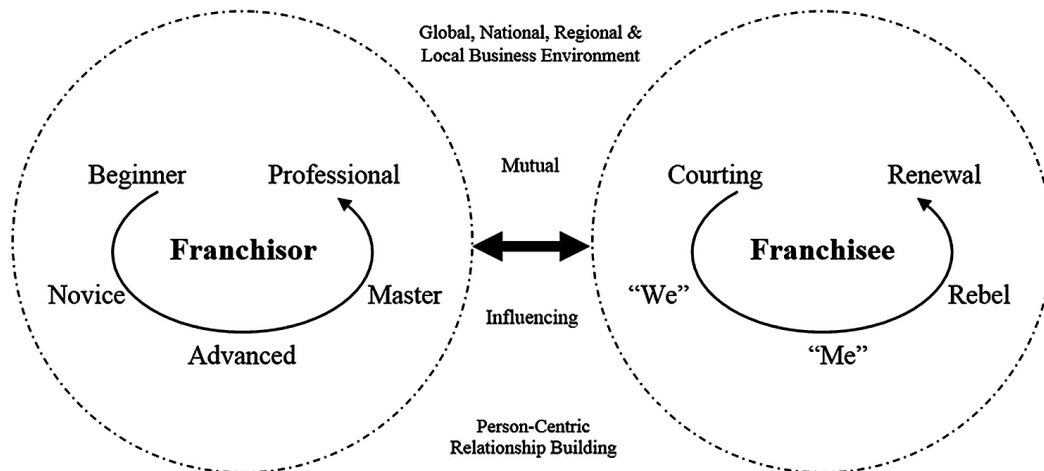 Global, National, Regional &
Local Business Environment
Beginner
Professional
Franchisor
Novice
Master
Advanced
Mutual
Influencing
Courting
Renewal
Franchisee
“We”
Rebel
“Me”
Person-Centric
Relationship Building